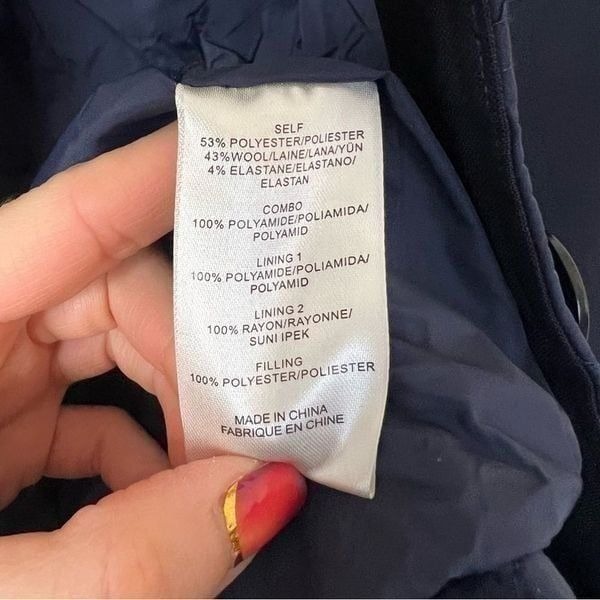 SELF
53% POLYESTER/POLIESTER
43%WOOL/LAINE/LANA/YÜN
4% ELASTANE/ELASTANO/
ELASTAN
COMBO
100% POLYAMIDE/POLIAMIDA/
POLYAMID
LINING 1
100% POLYAMIDE/POLIAMIDA/
POLYAMID
LINING 2
100% RAYON/RAYONNE/
SUNI IPEK
FILLING
100% POLYESTER/POLIESTER
MADE IN CHINA
FABRIQUE EN CHINE